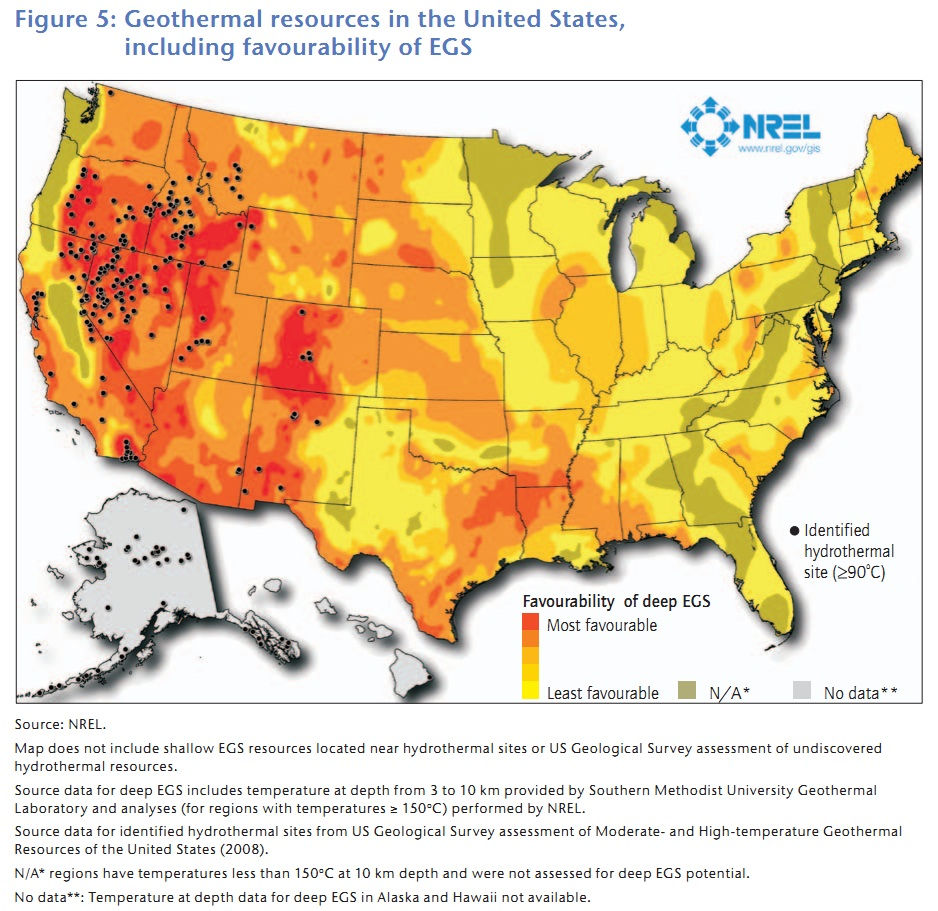 Figure 5: Geothermal resources in the United States,
including favourability of EGS
NREL
www.nrel.gov/gis
Identified
hydrothermal
site (≥90°C)
Favourability of deep EGS
Most favourable
Least favourable
N/A*
No data**
Source: NREL.
Map does not include shallow EGS resources located near hydrothermal sites or US Geological Survey assessment of undiscovered
hydrothermal resources.
Source data for deep EGS includes temperature at depth from 3 to 10 km provided by Southern Methodist University Geothermal
Laboratory and analyses (for regions with temperatures ≥ 150°C) performed by NREL.
Source data for identified hydrothermal sites from US Geological Survey assessment of Moderate- and High-temperature Geothermal
Resources of the United States (2008).
N/A* regions have temperatures less than 150°C at 10 km depth and were not assessed for deep EGS potential.
No data**: Temperature at depth data for deep EGS in Alaska and Hawaii not available.